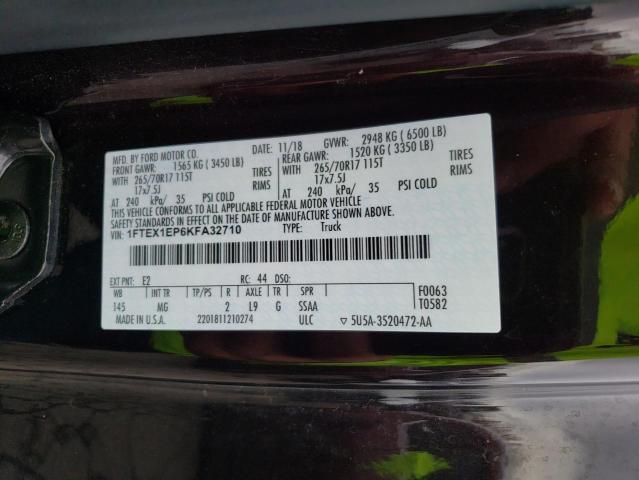 MFD. BY FORD MOTOR CO. DATE: 11/18 GVWR: 2948 KG ( 6500 LB)
FRONT GAWR: 1565 KG ( 3450 LB) REAR GAWR: 1520 KG ( 3350 LB)
WITH 265/70R17 115T TIRES WITH 265/70R17 115T TIRES
17x7.5J RIMS 17x7.5J RIMS
AT 240 kPa/ 35 PSI COLD AT 240 kPa/ 35 PSI COLD
THIS VEHICLE CONFORMS TO ALL APPLICABLE FEDERAL MOTOR VEHICLE
SAFETY STANDARDS IN EFFECT ON THE DATE OF MANUFACTURE SHOWN ABOVE.
VIN: 1FTEX1EP6KFA32710 TYPE: Truck
EXT PNT: E2 RC: 44 DSO: F0063
WB TP/PS R AXLE TR SPR T0582
145 MG 2 L9 G SSAA
MADE IN U.S.A. 2201811210274 ULC ▽ 5U5A-3520472-AA